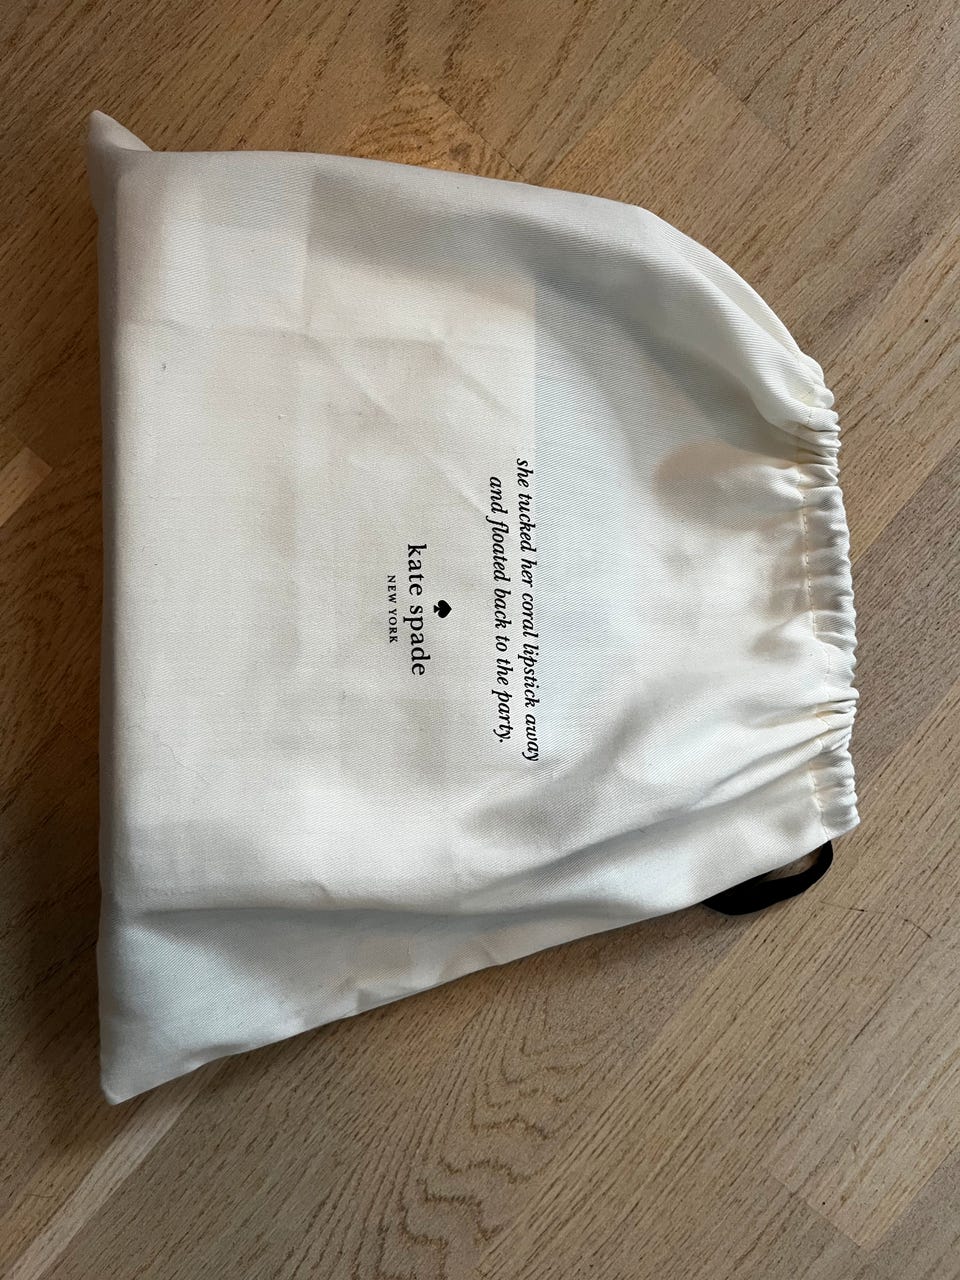 she tucked her coral lipstick away
and floated back to the party.
kate spade
NEW YORK